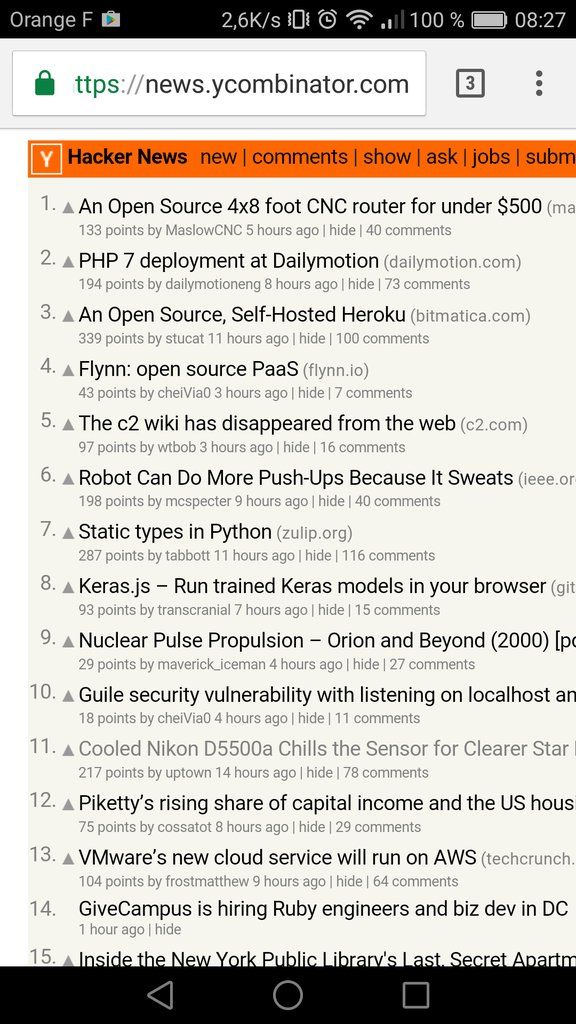 Orange F 2,6K/s 100 % 08:27
ttps://news.ycombinator.com 3
Y Hacker News new | comments | show | ask | jobs | subm
1. ▲ An Open Source 4x8 foot CNC router for under $500 (ma
133 points by MaslowCNC 5 hours ago | hide | 40 comments
2. ▲ PHP 7 deployment at Dailymotion (dailymotion.com)
194 points by dailymotioneng 8 hours ago | hide | 73 comments
3. ▲ An Open Source, Self-Hosted Heroku (bitmatica.com)
339 points by stucat 11 hours ago | hide | 100 comments
4. ▲ Flynn: open source PaaS (flynn.io)
43 points by cheiVia0 3 hours ago | hide | 7 comments
5. ▲ The c2 wiki has disappeared from the web (c2.com)
97 points by wtbob 3 hours ago | hide | 16 comments
6. ▲ Robot Can Do More Push-Ups Because It Sweats (ieee.or
198 points by mcspecter 9 hours ago | hide | 40 comments
7. ▲ Static types in Python (zulip.org)
287 points by tabbott 11 hours ago | hide | 116 comments
8. ▲ Keras.js – Run trained Keras models in your browser (git
93 points by transcranial 7 hours ago | hide | 15 comments
9. ▲ Nuclear Pulse Propulsion – Orion and Beyond (2000) [pd
29 points by maverick_iceman 4 hours ago | hide | 27 comments
10. ▲ Guile security vulnerability with listening on localhost an
18 points by cheiVia0 4 hours ago | hide | 11 comments
11. ▲ Cooled Nikon D5500a Chills the Sensor for Clearer Star
217 points by uptown 14 hours ago | hide | 78 comments
12. ▲ Piketty’s rising share of capital income and the US housi
75 points by cossatot 8 hours ago | hide | 29 comments
13. ▲ VMware’s new cloud service will run on AWS (techcrunch.
104 points by frostmatthew 9 hours ago | hide | 64 comments
14. GiveCampus is hiring Ruby engineers and biz dev in DC
1 hour ago | hide
15. ▲ Inside the New York Public Library's Last, Secret Apartm